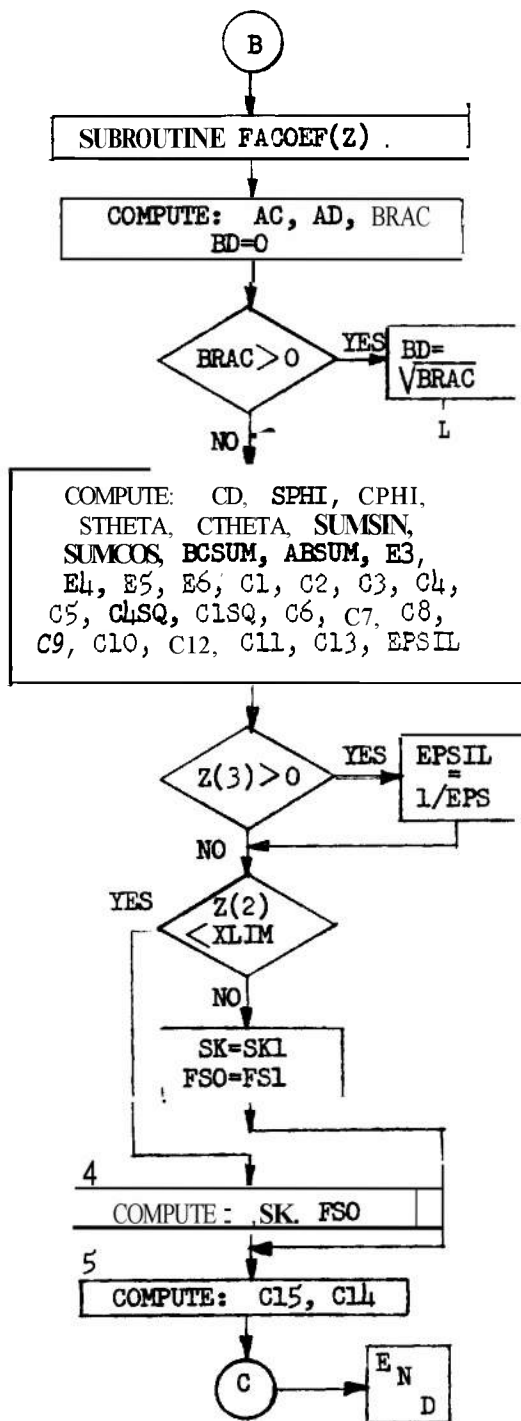 B
SUBROUTINE FACOEF(Z) .
COMPUTE: AC, AD, BRAC
BD=0
BRAC>0
YES
BD=
√BRAC
L
NO
COMPUTE: CD, SPHI, CPHI,
STHETA, CTHETA, SUMSIN,
SUMCOS, BCSUM, ABSUM, E3,
E4, E5, E6, C1, C2, C3, C4,
C5, C4SQ, C1SQ, C6, C7, C8,
C9, C10, C12, C11, C13, EPSIL
Z(3)>0
YES
EPSIL
=
1/EPS
NO
YES
Z(2)
<XLIM
NO
SK=SK1
FSO=FS1
4
COMPUTE: SK. FSO
5
COMPUTE: C15, C14
C
E
N
D